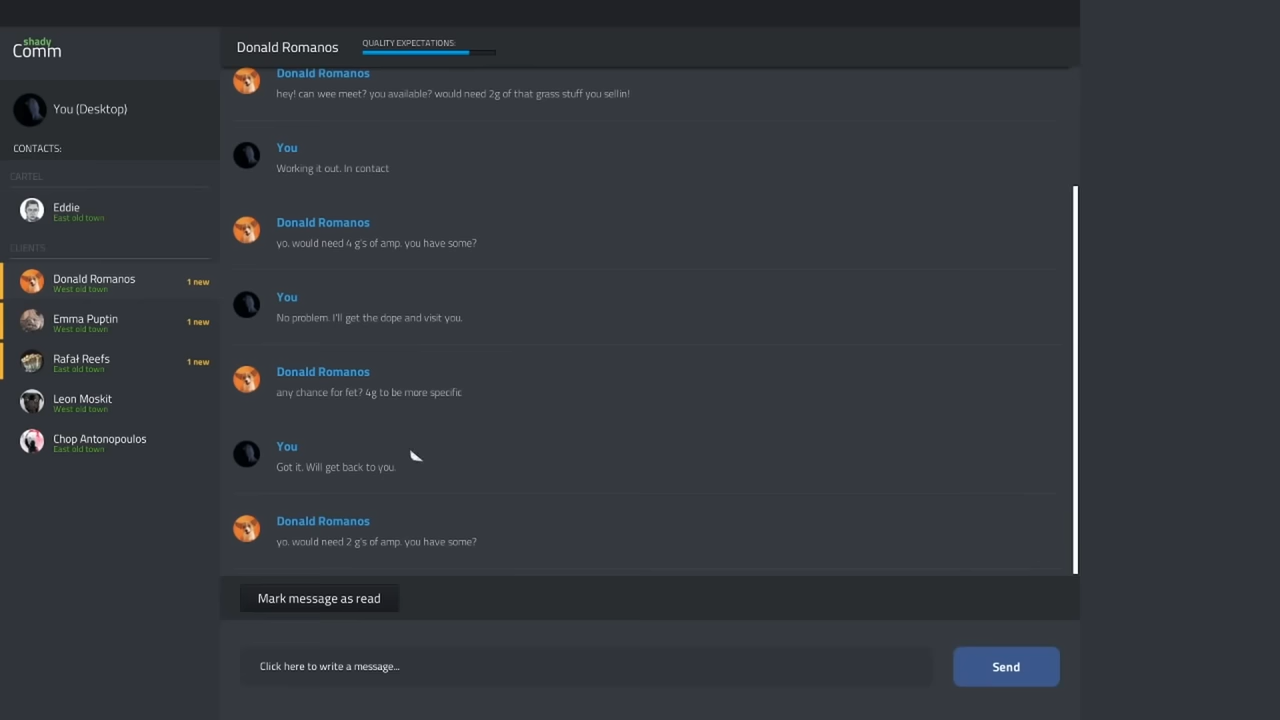 shady
Comm
You (Desktop)
CONTACTS:
CARTEL
Eddie
East old town
CLIENTS
Donald Romanos
West old town
1 new
Emma Puptin
West old town
1 new
Rafał Reefs
East old town
1 new
Leon Moskit
West old town
Chop Antonopoulos
East old town
Donald Romanos
QUALITY EXPECTATIONS:
Donald Romanos
hey! can wee meet? you available? would need 2g of that grass stuff you sellin!
You
Working it out. In contact
Donald Romanos
yo. would need 4 g's of amp. you have some?
You
No problem. I'll get the dope and visit you.
Donald Romanos
any chance for fet? 4g to be more specific
You
Got it. Will get back to you.
Donald Romanos
yo. would need 2 g's of amp. you have some?
Mark message as read
Click here to write a message...
Send